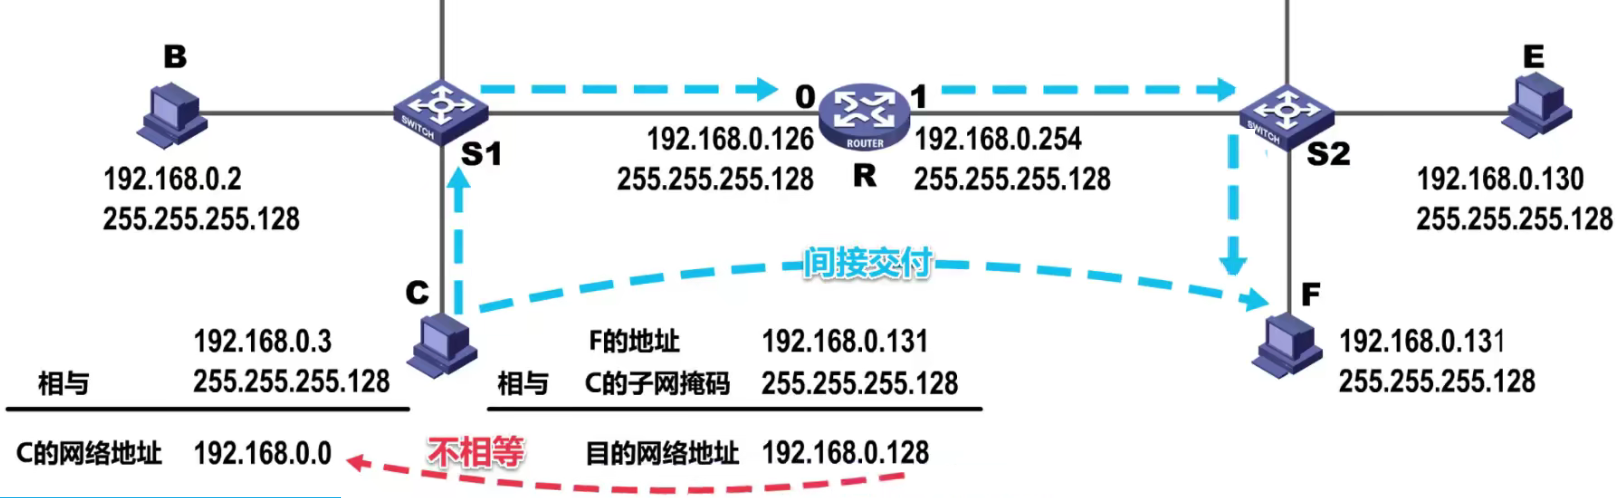 B
E
0
1
SWITCH
ROUTER
SWITCH
S1
R
S2
192.168.0.126
255.255.255.128
192.168.0.254
255.255.255.128
192.168.0.2
255.255.255.128
192.168.0.130
255.255.255.128
间接交付
C
F
192.168.0.3
相与 255.255.255.128
C的网络地址 192.168.0.0
F的地址 192.168.0.131
相与 C的子网掩码 255.255.255.128
不相等
目的网络地址 192.168.0.128
192.168.0.131
255.255.255.128